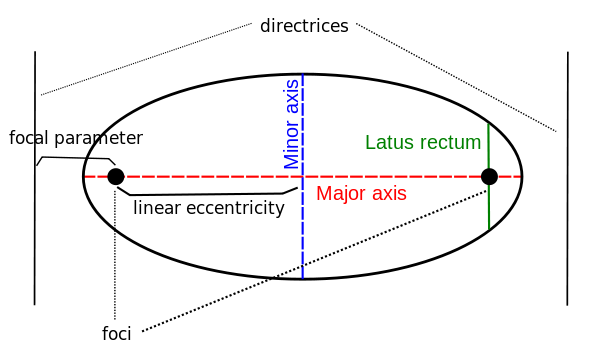 directrices
Minor axis
focal parameter
Latus rectum
Major axis
linear eccentricity
foci